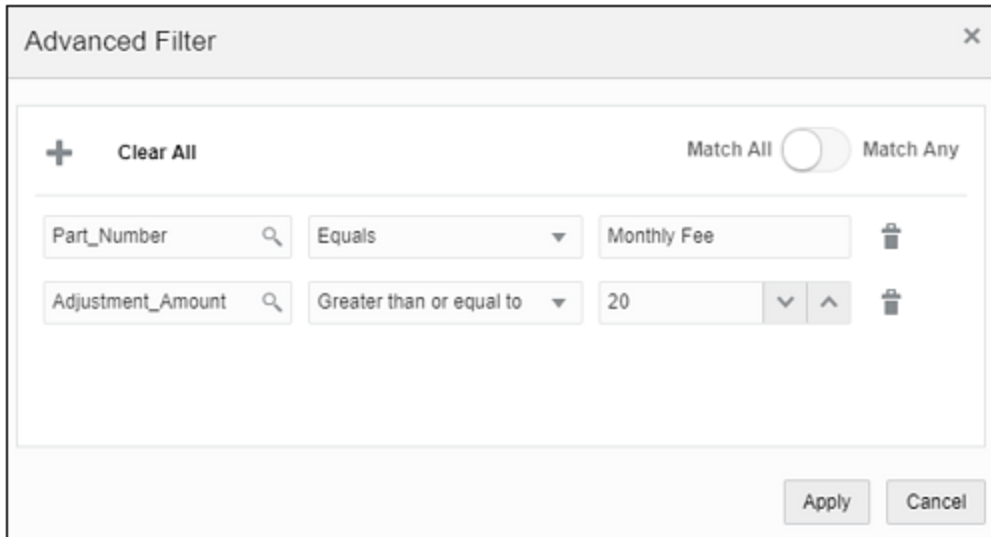 Advanced Filter
Clear All Match All Match Any
Part_Number Equals Monthly Fee
Adjustment_Amount Greater than or equal to 20
Apply Cancel